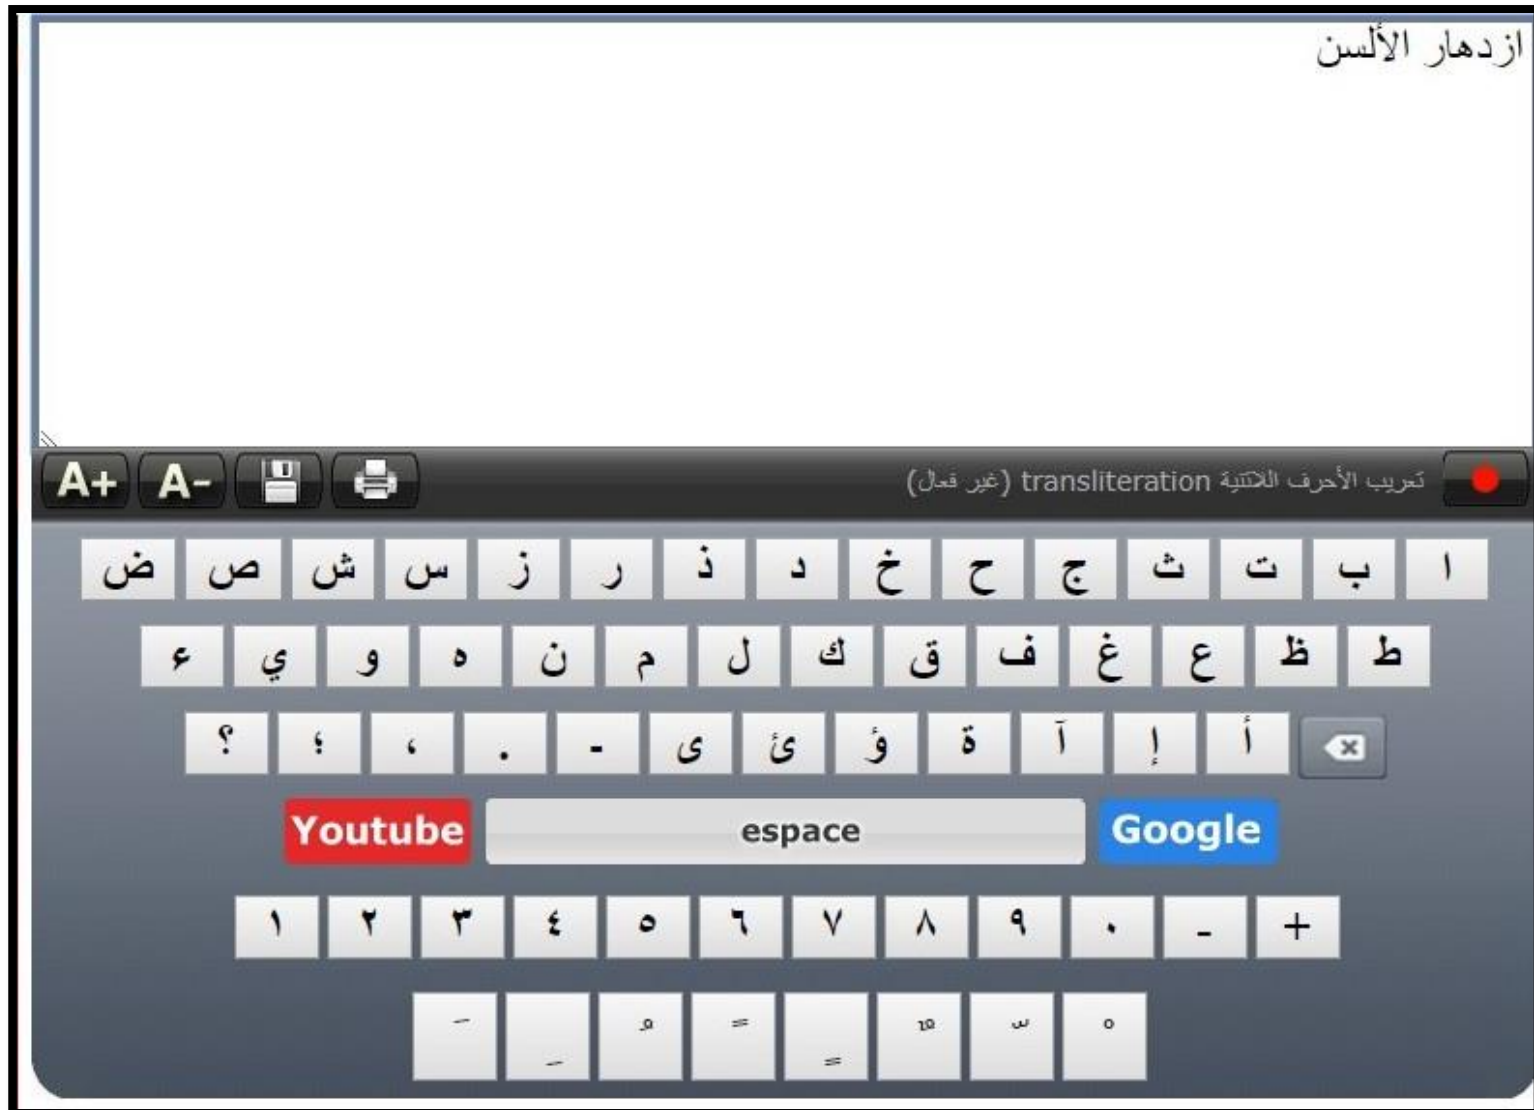 ازدهار الألسن
A+ A- تعريب الأحرف اللاتنية transliteration (غير فعال)
ا ب ت ث ج ح خ د ذ ر ز س ش ص ض
ط ظ ع غ ف ق ك ل م ن ه و ي ء
أ إ آ ة ؤ ئ ى - . ، ؛ ؟
Youtube espace Google
١ ٢ ٣ ٤ ٥ ٦ ٧ ٨ ٩ ٠ - +
َ ِ ُ ً ٍ ٌ ّ ْ